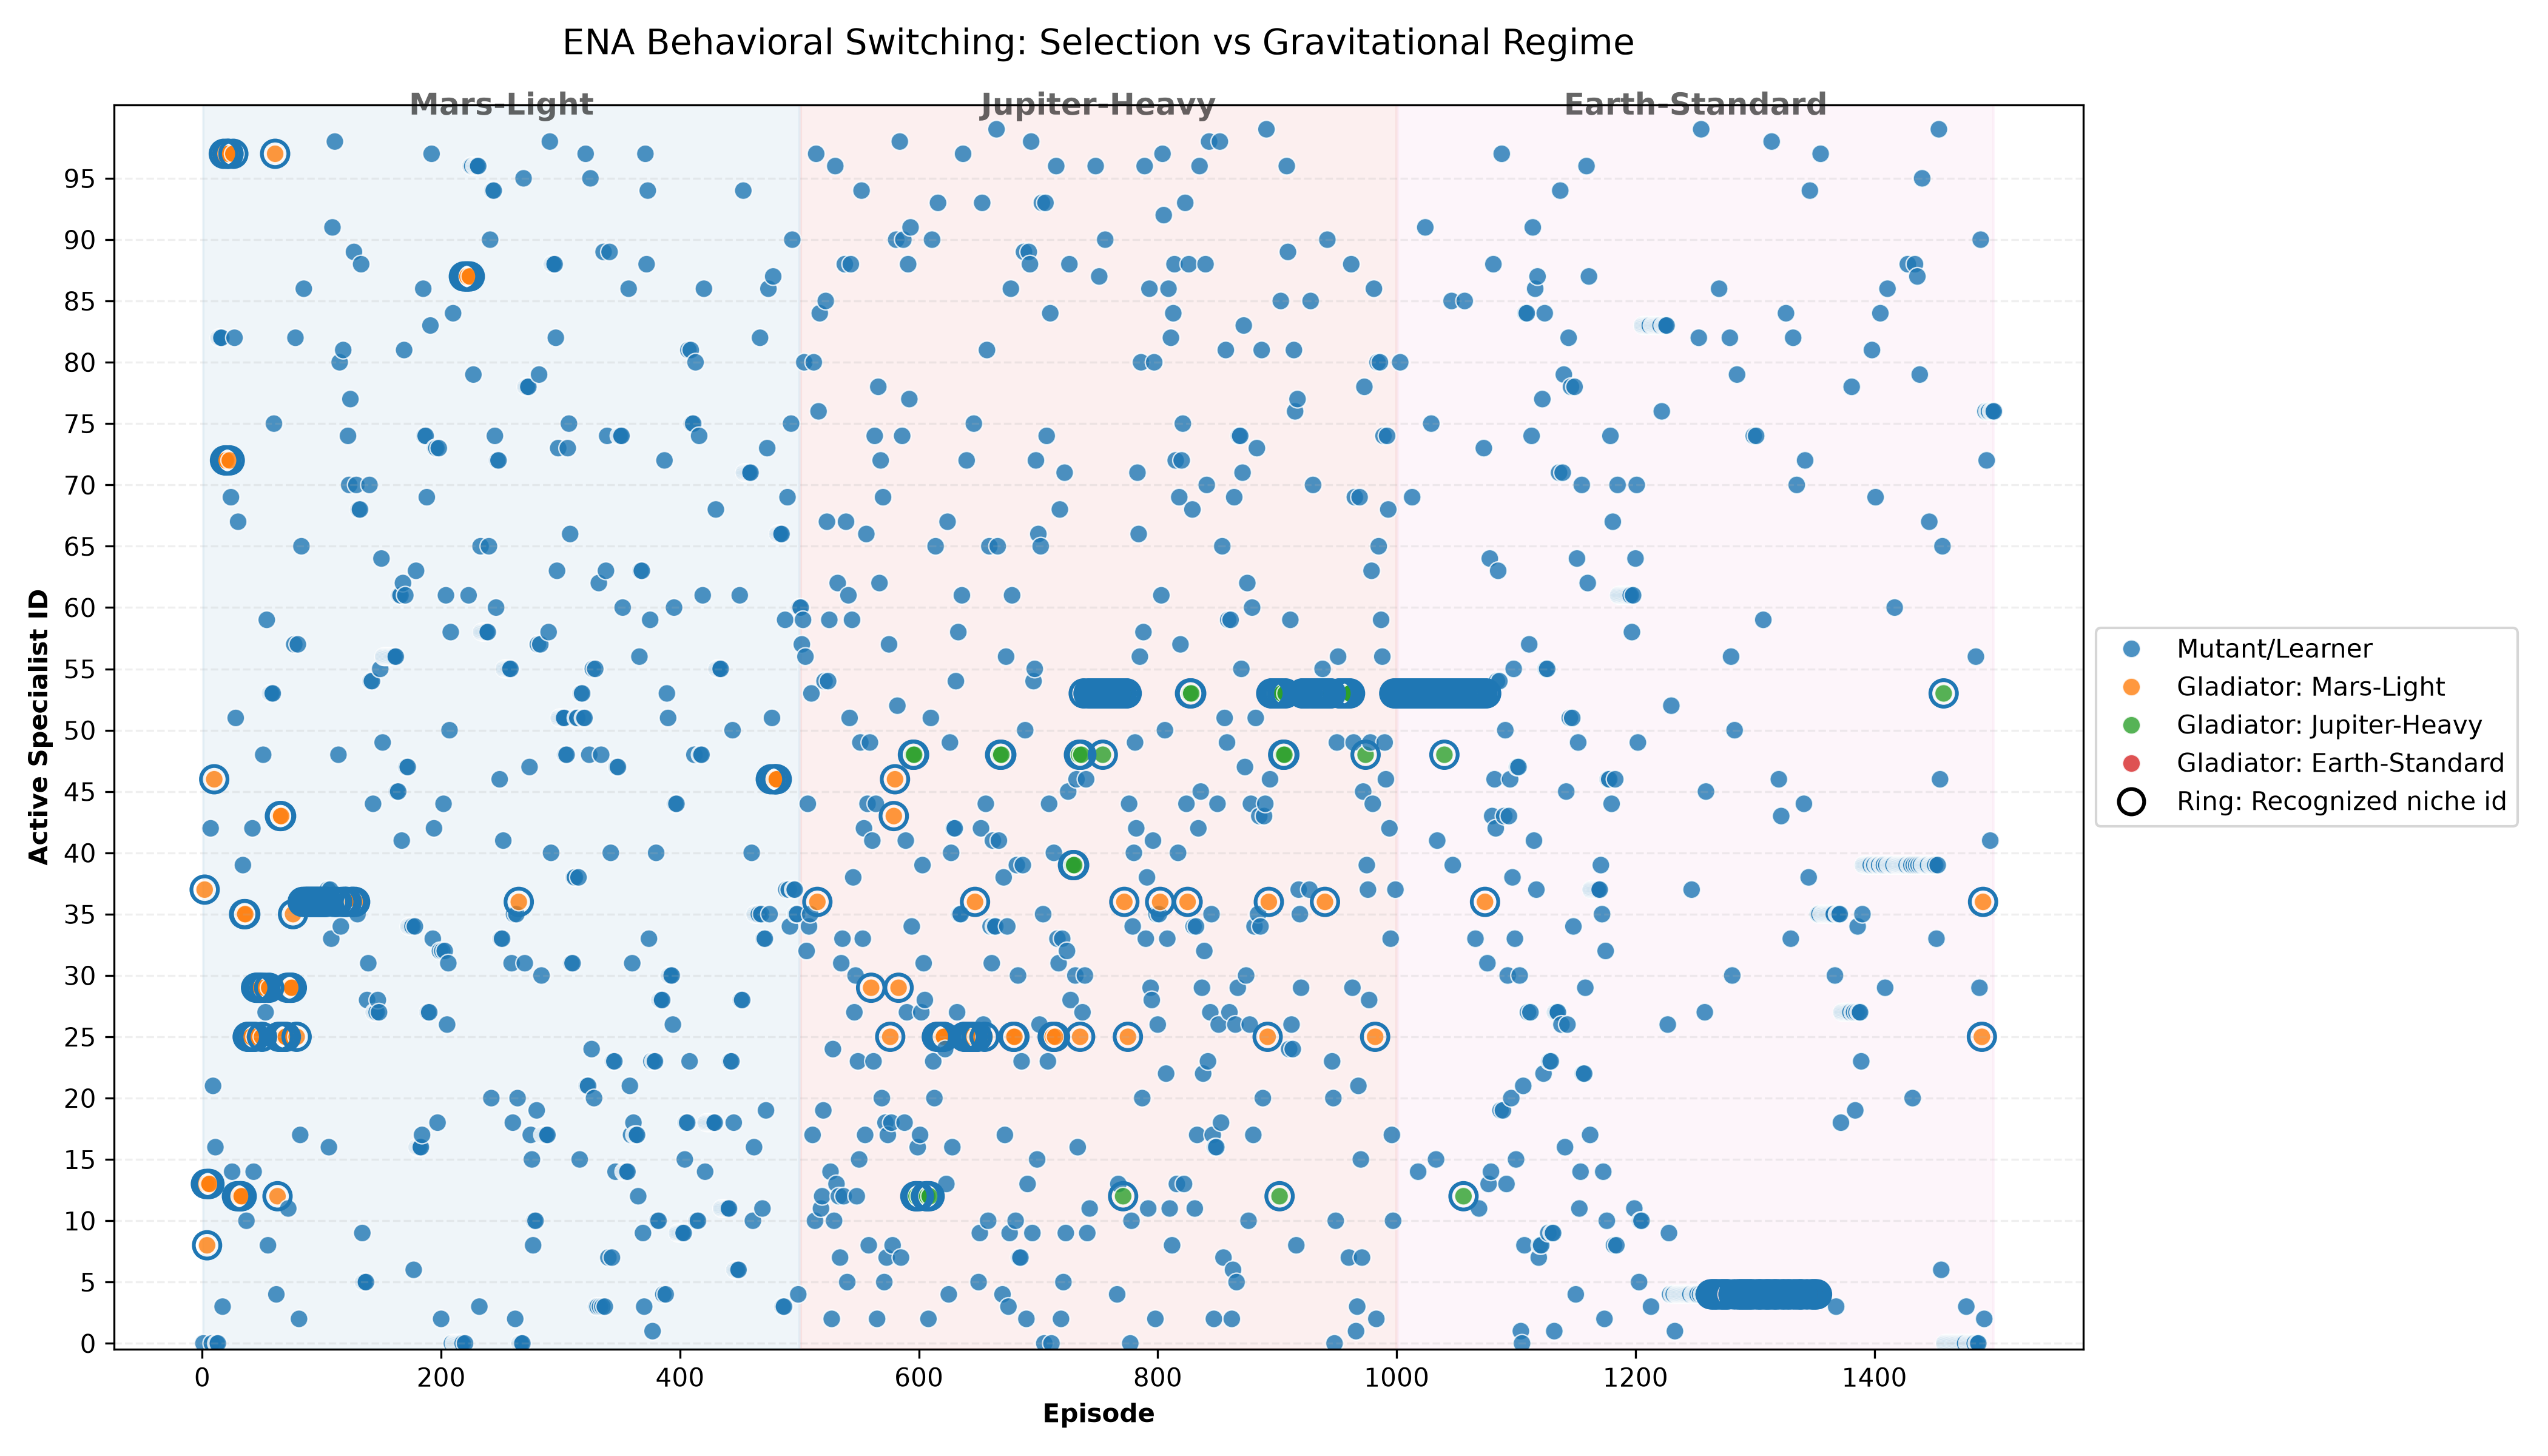 ENA Behavioral Switching: Selection vs Gravitational Regime
Mars-Light
Jupiter-Heavy
Earth-Standard
Active Specialist ID
95
90
85
80
75
70
65
60
55
50
45
40
35
30
25
20
15
10
5
0
0
200
400
600
800
1000
1200
1400
Episode
Mutant/Learner
Gladiator: Mars-Light
Gladiator: Jupiter-Heavy
Gladiator: Earth-Standard
Ring: Recognized niche id